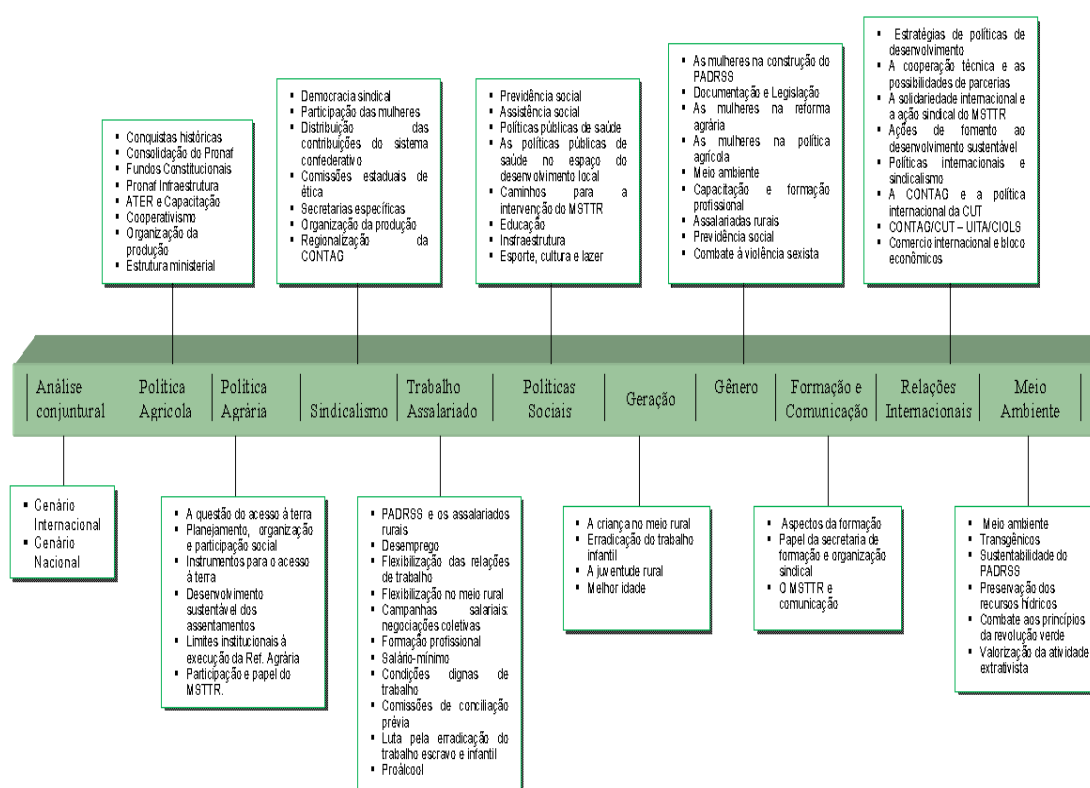 Conquistas históricas
Consolidação do Pronaf
Fundos Constitucionais
Pronaf Infraestrutura
ATER e Capacitação
Cooperativismo
Organização da
produção
Estrutura ministerial
Democracia sindical
Participação das mulheres
Distribuição das
contribuições do sistema
confederativo
Comissões estaduais de
ética
Secretarias específicas
Organização da produção
Regionalização da
CONTAG
Previdência social
Assistência social
Políticas públicas de saúde
As políticas públicas de
saúde no espaço do
desenvolvimento local
Caminhos para a
intervenção do MSTTR
Educação
Insfraestrutura
Esporte, cultura e lazer
As mulheres na construção do
PADRSS
Documentação e Legislação
As mulheres na reforma
agrária
As mulheres na política
agrícola
Meio ambiente
Capacitação e formação
profissional
Assalariadas rurais
Previdência social
Combate à violência sexista
Estratégias de políticas de
desenvolvimento
A cooperação técnica e as
possibilidades de parcerias
A solidariedade internacional e
a ação sindical do MSTTR
Ações de fomento ao
desenvolvimento sustentável
Políticas internacionais e
sindicalismo
A CONTAG e a política
internacional da CUT
CONTAG/CUT – UITA/CIOLS
Comercio internacional e bloco
econômicos
Análise
conjuntural
Política
Agricola
Política
Agrária
Sindicalismo
Trabalho
Assalariado
Políticas
Sociais
Geração
Gênero
Formação e
Comunicação
Relações
Internacionais
Meio
Ambiente
Cenário
Internacional
Cenário
Nacional
A questão do acesso à terra
Planejamento, organização
e participação social
Instrumentos para o acesso
à terra
Desenvolvimento
sustentável dos
assentamentos
Limites institucionais à
execução da Ref. Agrária
Participação e papel do
MSTTR.
PADRSS e os assalariados
rurais
Desemprego
Flexibilização das relações
de trabalho
Flexibilização no meio rural
Campanhas salariais:
negociações coletivas
Formação profissional
Salário-mínimo
Condições dignas de
trabalho
Comissões de conciliação
prévia
Luta pela erradicação do
trabalho escravo e infantil
Proálcool
A criança no meio rural
Erradicação do trabalho
infantil
A juventude rural
Melhor idade
Aspectos da formação
Papel da secretaria de
formação e organização
sindical
O MSTTR e
comunicação
Meio ambiente
Transgênicos
Sustentabilidade do
PADRSS
Preservação dos
recursos hídricos
Combate aos princípios
da revolução verde
Valorização da atividade
extrativista